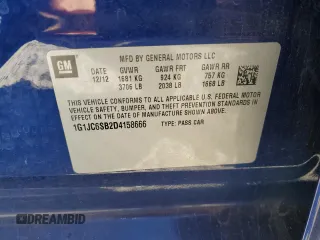 GM
MFD BY GENERAL MOTORS LLC
DATE GVWR GAWR FRT GAWR RR
12/12 1681 KG 924 KG 757 KG
3706 LB 2038 LB 1668 LB
THIS VEHICLE CONFORMS TO ALL APPLICABLE U.S. FEDERAL MOTOR
VEHICLE SAFETY, BUMPER, AND THEFT PREVENTION STANDARDS IN
EFFECT ON THE DATE OF MANUFACTURE SHOWN ABOVE.
1G1JC6SB2D4158666 TYPE: PASS CAR
© DREAMBID
DREAMBID